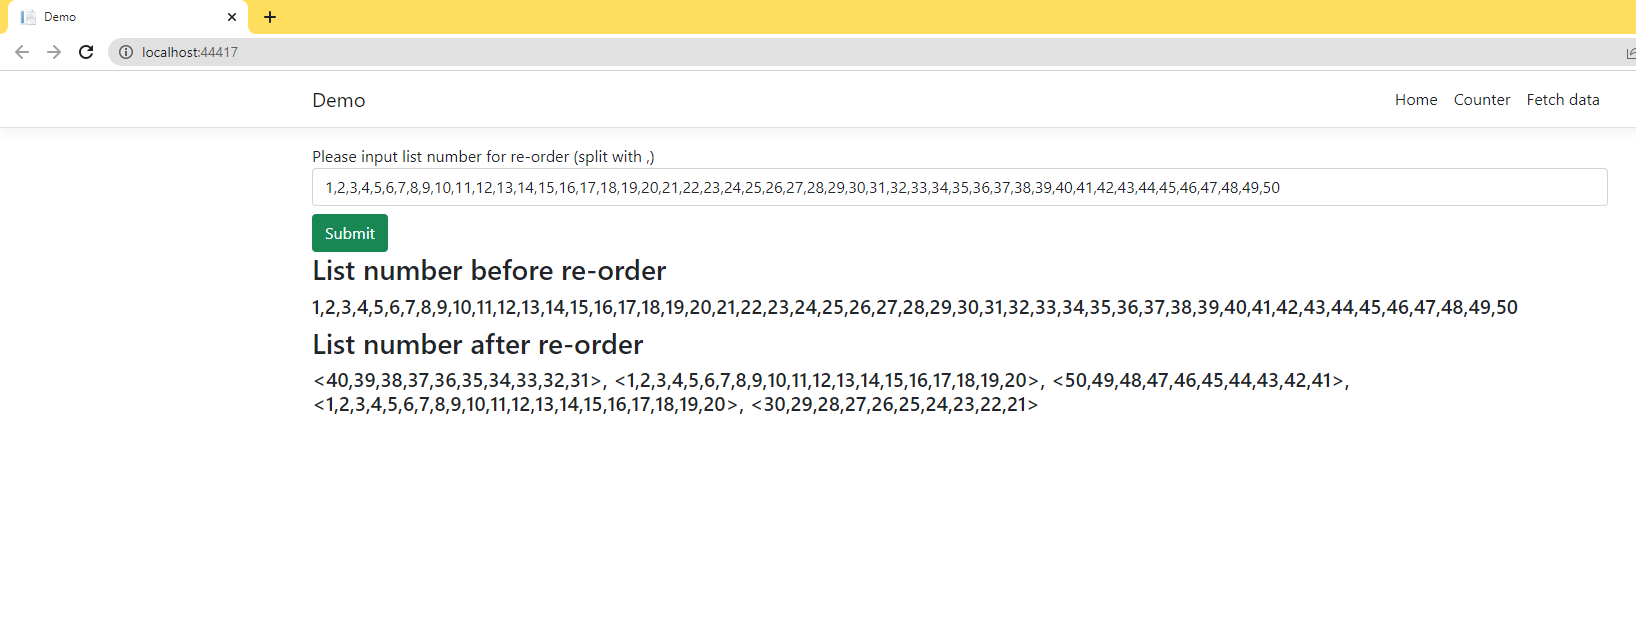 Demo
localhost:44417
Demo
Home Counter Fetch data
Please input list number for re-order (split with ,)
1,2,3,4,5,6,7,8,9,10,11,12,13,14,15,16,17,18,19,20,21,22,23,24,25,26,27,28,29,30,31,32,33,34,35,36,37,38,39,40,41,42,43,44,45,46,47,48,49,50
Submit
List number before re-order
1,2,3,4,5,6,7,8,9,10,11,12,13,14,15,16,17,18,19,20,21,22,23,24,25,26,27,28,29,30,31,32,33,34,35,36,37,38,39,40,41,42,43,44,45,46,47,48,49,50
List number after re-order
<40,39,38,37,36,35,34,33,32,31>, <1,2,3,4,5,6,7,8,9,10,11,12,13,14,15,16,17,18,19,20>, <50,49,48,47,46,45,44,43,42,41>,
<1,2,3,4,5,6,7,8,9,10,11,12,13,14,15,16,17,18,19,20>, <30,29,28,27,26,25,24,23,22,21>